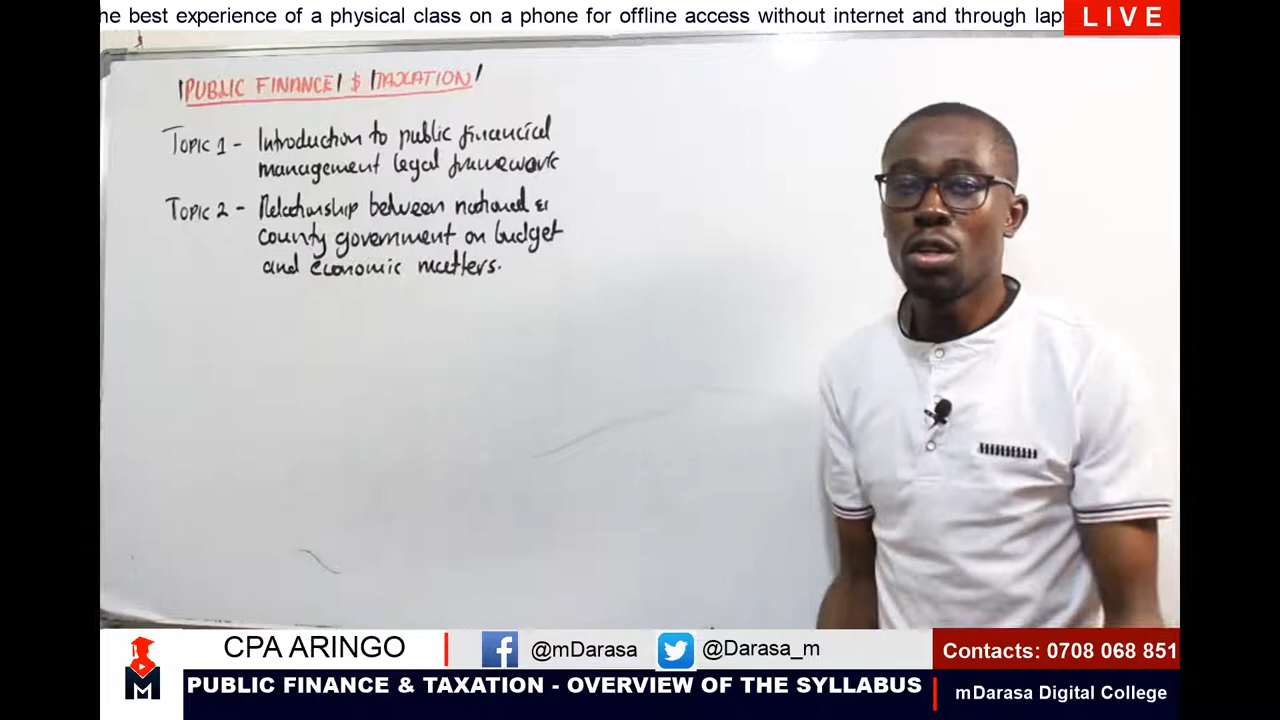 he best experience of a physical class on a phone for offline access without internet and through lap
LIVE
PUBLIC FINANCE & TAXATION
Topic 1 - Introduction to public financial
management legal framework
Topic 2 - Relationship between national &
county government on budget
and economic matters.
CPA ARINGO
@mDarasa
@Darasa_m
Contacts: 0708 068 851
M
PUBLIC FINANCE & TAXATION - OVERVIEW OF THE SYLLABUS
mDarasa Digital College